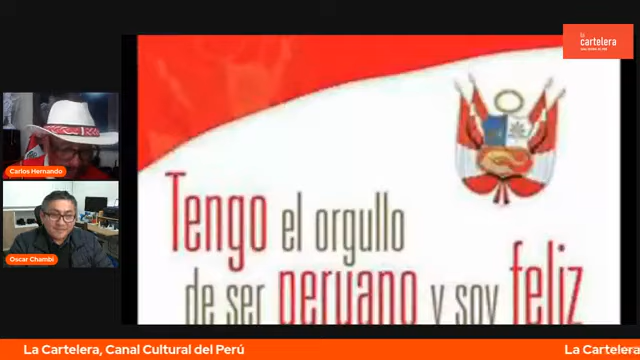 la
cartelera
Carlos Hernando
Oscar Chambi
Tengo el orgullo
de ser peruano y soy feliz
La Cartelera, Canal Cultural del Perú
La Cartelera